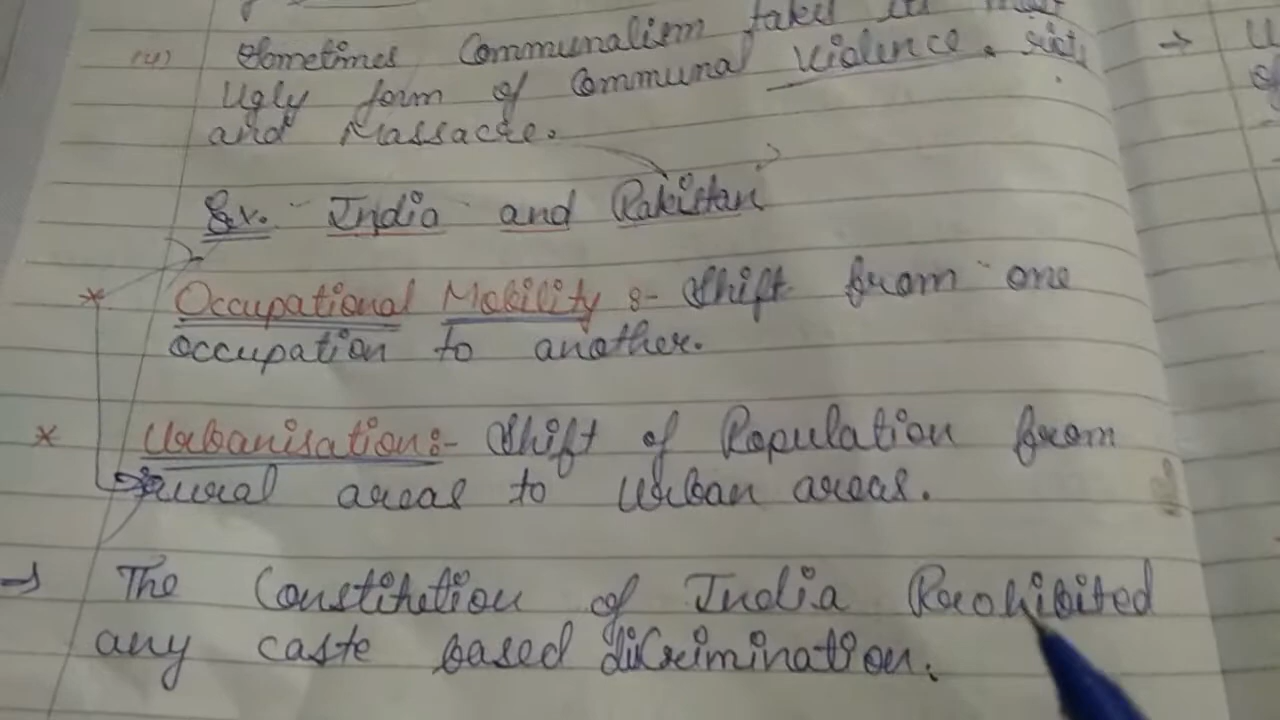 (4) Sometimes Communalism takes its most
Ugly form of Communal Violence, riots
and Massacre.
Ex. India and Pakistan
* Occupational Mobility :- Shift from one
occupation to another.
* Urbanisation:- Shift of Population from
rural areas to Urban areas.
→ The Constitution of India Prohibited
any caste based discrimination.